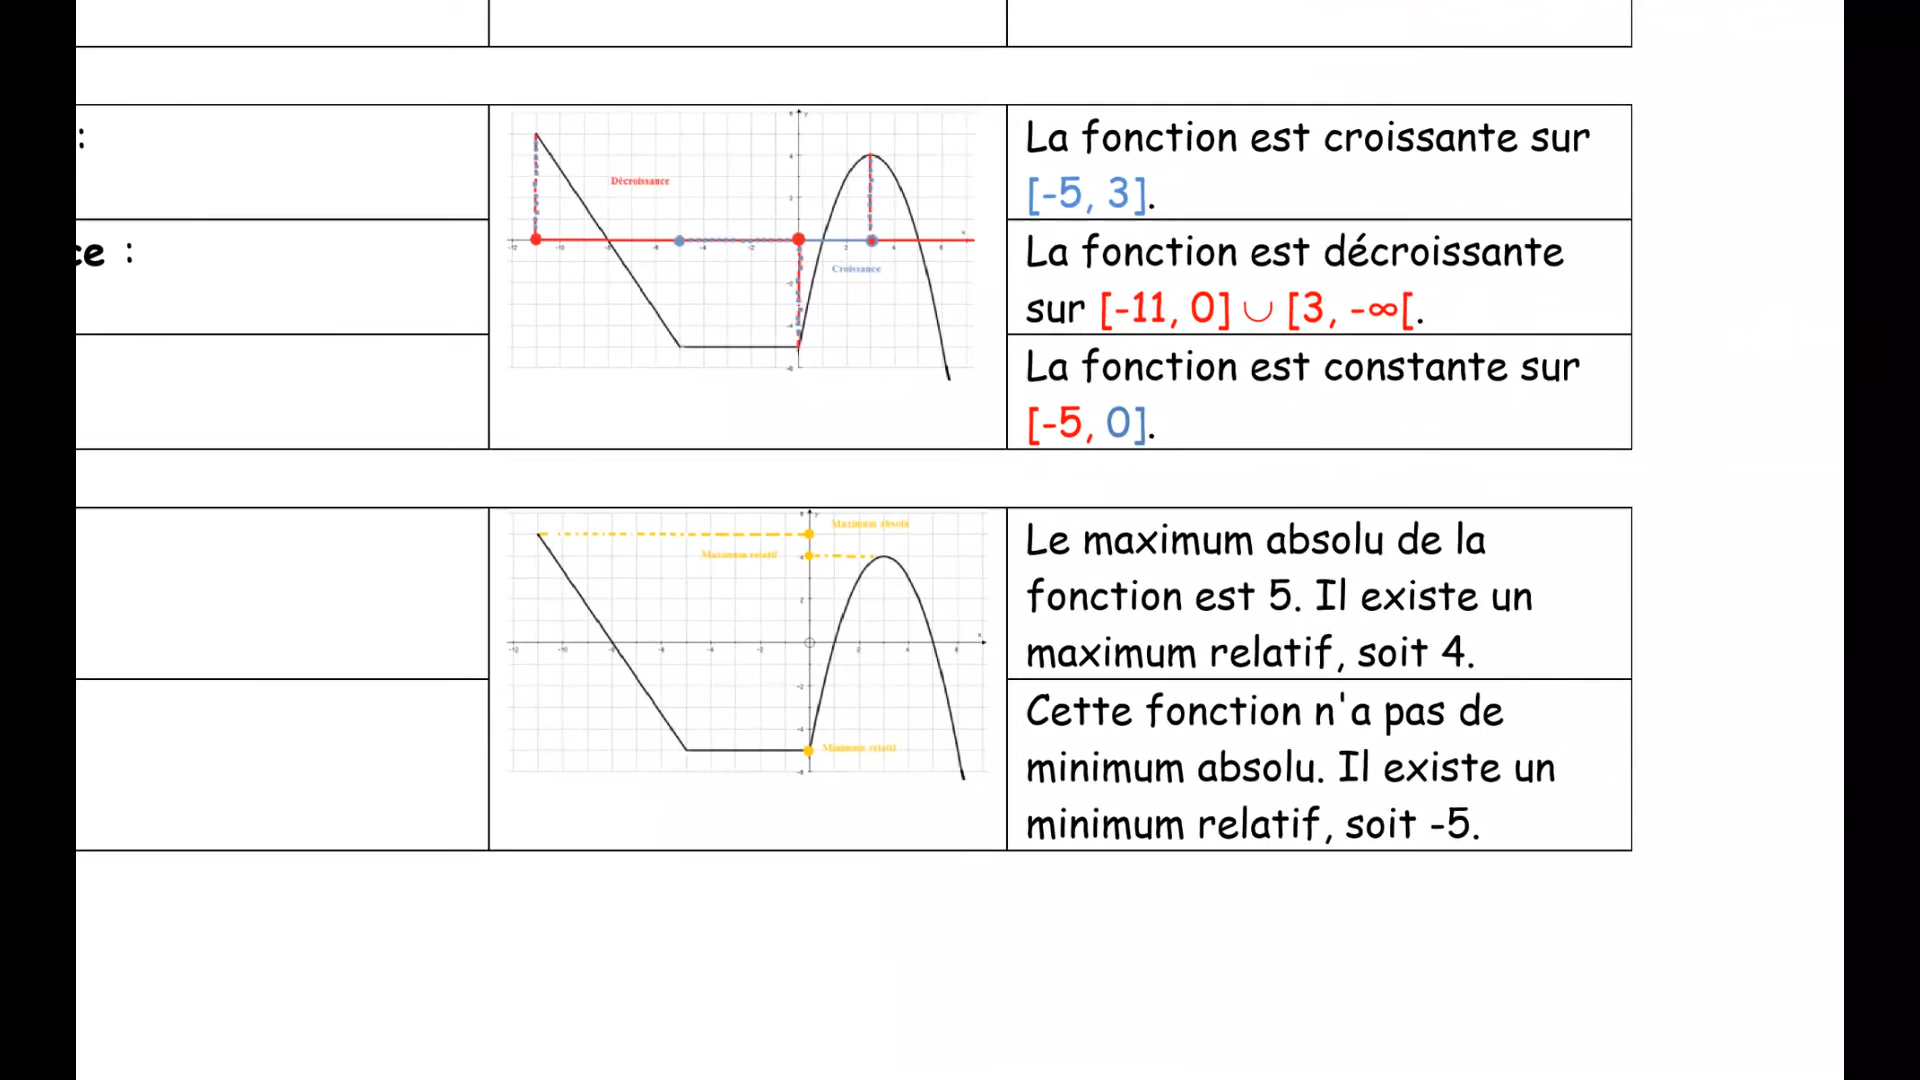 :
La fonction est croissante sur
[-5, 3].
Décroissance
Croissance
ce :
La fonction est décroissante
sur [-11, 0] ∪ [3, -∞[.
La fonction est constante sur
[-5, 0].
Maximum absolu
Maximum relatif
Minimum relatif
Le maximum absolu de la
fonction est 5. Il existe un
maximum relatif, soit 4.
Cette fonction n'a pas de
minimum absolu. Il existe un
minimum relatif, soit -5.